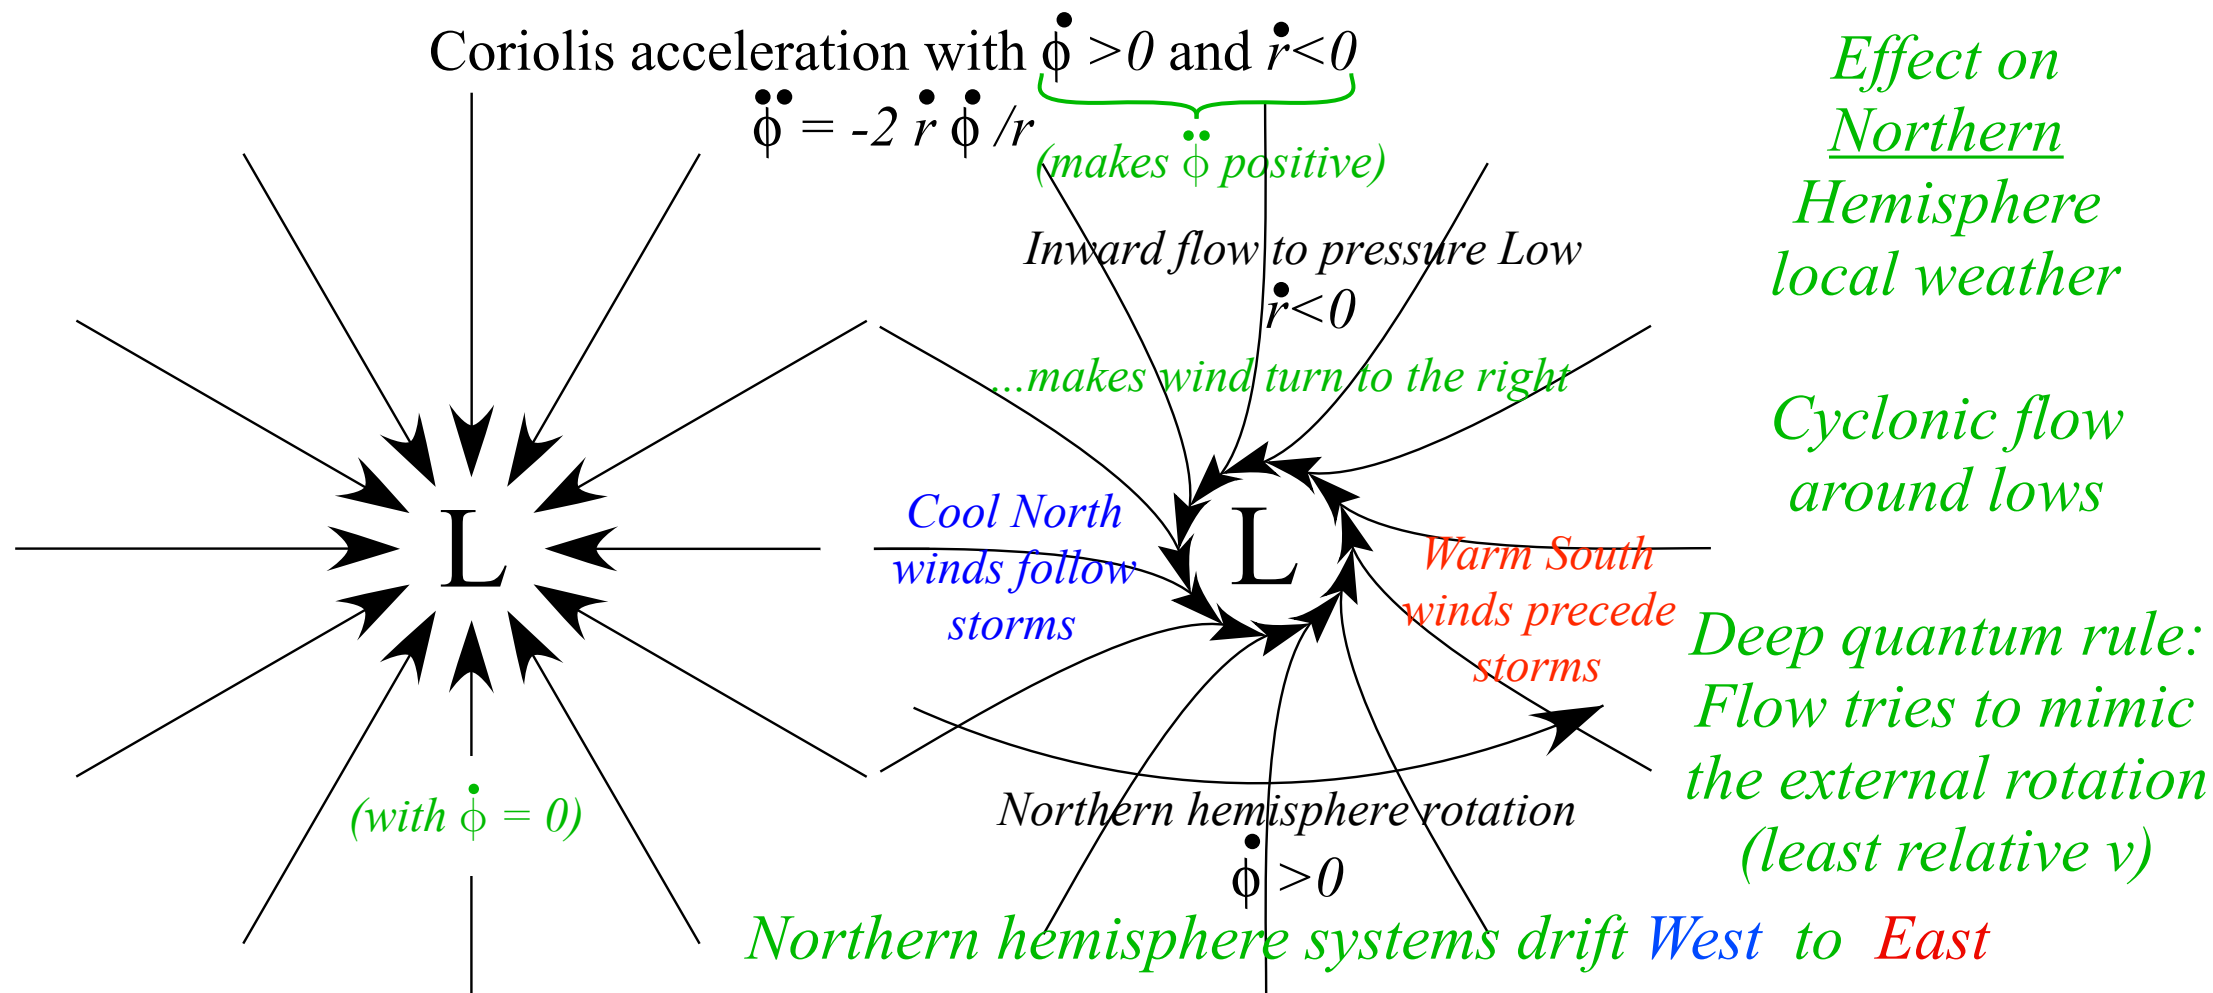 Coriolis acceleration with ϕ̇ >0 and ṙ<0
ϕ̈ = -2 ṙ ϕ̇ /r
(makes ϕ̈ positive)
Inward flow to pressure Low
ṙ<0
...makes wind turn to the right
L
(with ϕ̇ = 0)
L
Cool North
winds follow
storms
Warm South
winds precede
storms
Northern hemisphere rotation
ϕ̇ >0
Effect on
Northern
Hemisphere
local weather
Cyclonic flow
around lows
Deep quantum rule:
Flow tries to mimic
the external rotation
(least relative v)
Northern hemisphere systems drift West to East